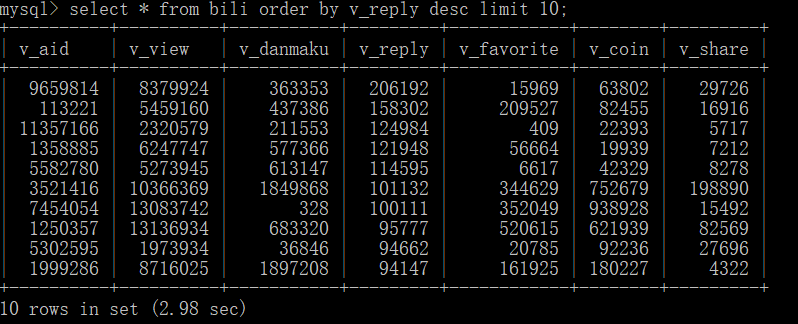 mysql> select * from bili order by v_reply desc limit 10;
+----------+----------+-----------+---------+------------+--------+---------+
| v_aid | v_view | v_danmaku | v_reply | v_favorite | v_coin | v_share |
+----------+----------+-----------+---------+------------+--------+---------+
| 9659814 | 8379924 | 363353 | 206192 | 15969 | 63802 | 29726 |
| 113221 | 5459160 | 437386 | 158302 | 209527 | 82455 | 16916 |
| 11357166 | 2320579 | 211553 | 124984 | 409 | 22393 | 5717 |
| 1358885 | 6247747 | 577366 | 121948 | 56664 | 19939 | 7212 |
| 5582780 | 5273945 | 613147 | 114595 | 6617 | 42329 | 8278 |
| 3521416 | 10366369 | 1849868 | 101132 | 344629 | 752679 | 198890 |
| 7454054 | 13083742 | 328 | 100111 | 352049 | 938928 | 15492 |
| 1250357 | 13136934 | 683320 | 95777 | 520615 | 621939 | 82569 |
| 5302595 | 1973934 | 36846 | 94662 | 20785 | 92236 | 27696 |
| 1999286 | 8716025 | 1897208 | 94147 | 161925 | 180227 | 4322 |
+----------+----------+-----------+---------+------------+--------+---------+
10 rows in set (2.98 sec)